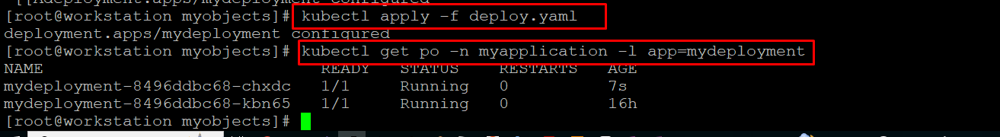 [root@workstation myobjects]# kubectl apply -f deploy.yaml
deployment.apps/mydeployment configured
[root@workstation myobjects]# kubectl get po -n myapplication -l app=mydeployment
NAME READY STATUS RESTARTS AGE
mydeployment-8496ddbc68-chxdc 1/1 Running 0 7s
mydeployment-8496ddbc68-kbn65 1/1 Running 0 16h
[root@workstation myobjects]#